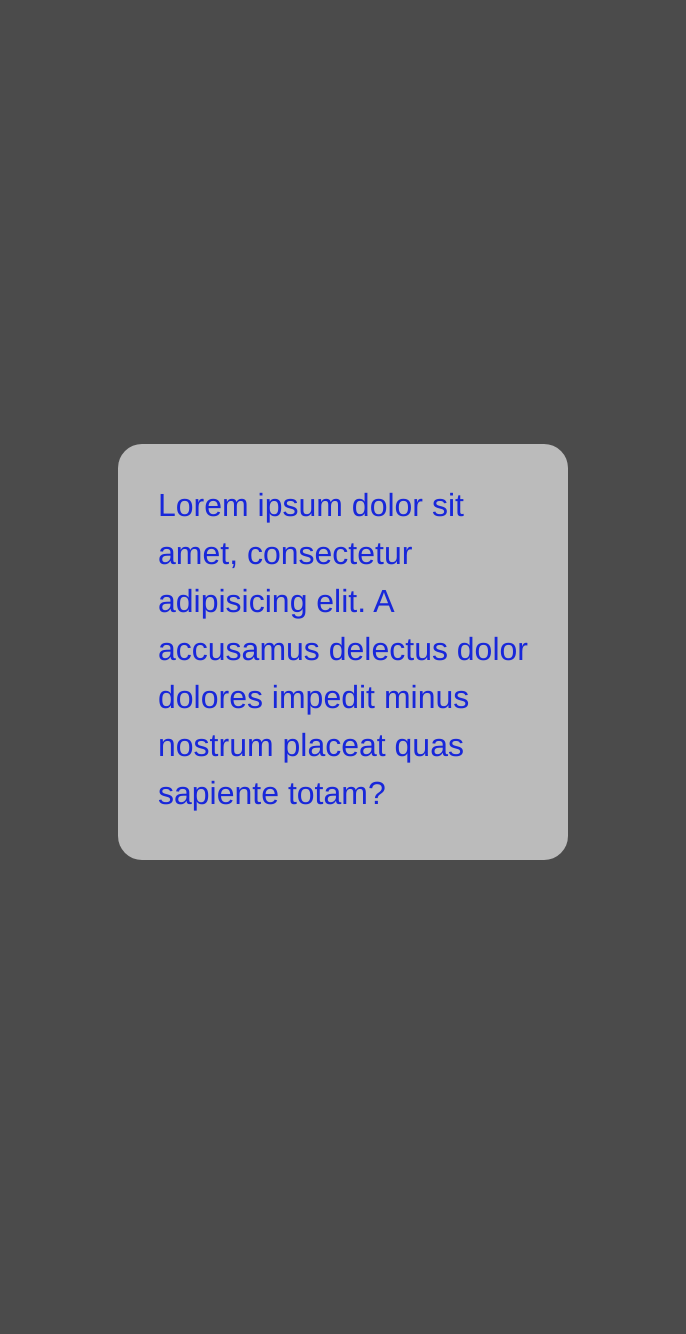 Lorem ipsum dolor sit
amet, consectetur
adipisicing elit. A
accusamus delectus dolor
dolores impedit minus
nostrum placeat quas
sapiente totam?